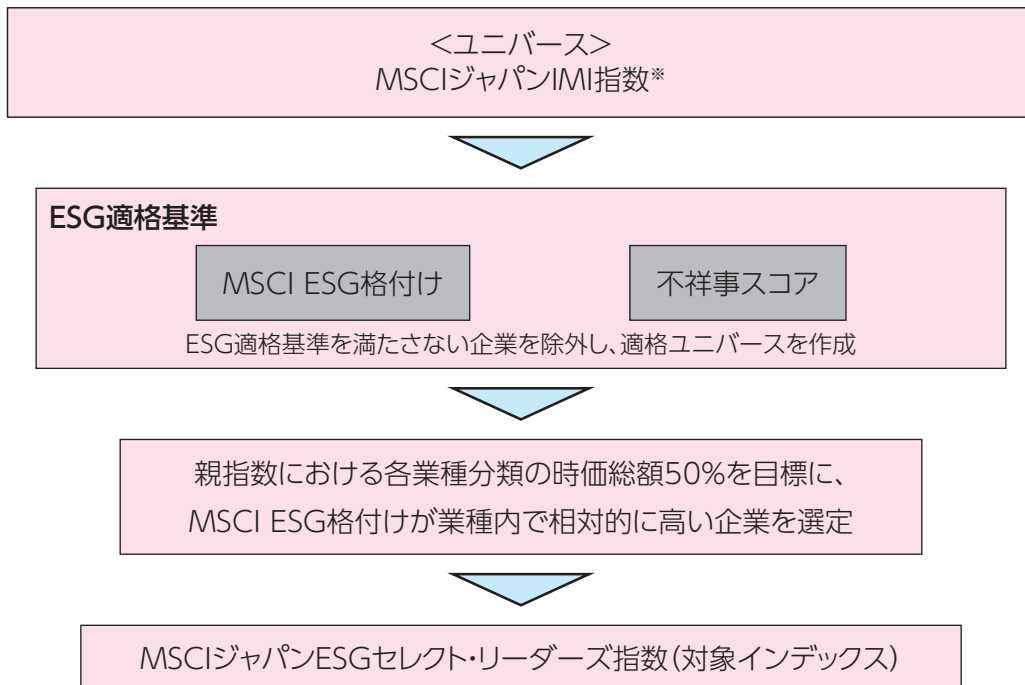 <ユニバース>
MSCIジャパンIMI指数※
ESG適格基準
MSCI ESG格付け
不祥事スコア
ESG適格基準を満たさない企業を除外し、適格ユニバースを作成
親指数における各業種分類の時価総額50%を目標に、
MSCI ESG格付けが業種内で相対的に高い企業を選定
MSCIジャパンESGセレクト・リーダーズ指数(対象インデックス)